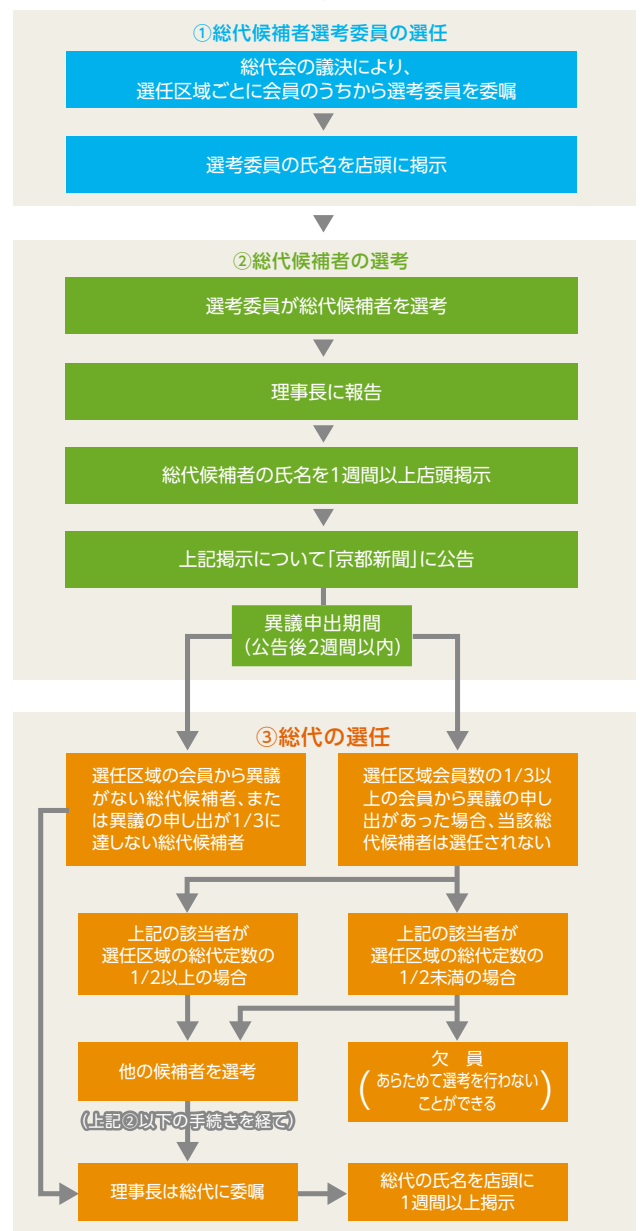 ①総代候補者選考委員の選任
総代会の議決により、
選任区域ごとに会員のうちから選考委員を委嘱
選考委員の氏名を店頭に掲示
②総代候補者の選考
選考委員が総代候補者を選考
理事長に報告
総代候補者の氏名を1週間以上店頭掲示
上記掲示について「京都新聞」に公告
異議申出期間
(公告後2週間以内)
③総代の選任
選任区域の会員から異議
がない総代候補者、また
は異議の申し出が1/3に
達しない総代候補者
選任区域会員数の1/3以
上の会員から異議の申し
出があった場合、当該総
代候補者は選任されない
上記の該当者が
選任区域の総代定数の
1/2以上の場合
上記の該当者が
選任区域の総代定数の
1/2未満の場合
他の候補者を選考
欠　員
(あらためて選考を行わない
ことができる)
(上記②以下の手続きを経て)
理事長は総代に委嘱
総代の氏名を店頭に
1週間以上掲示